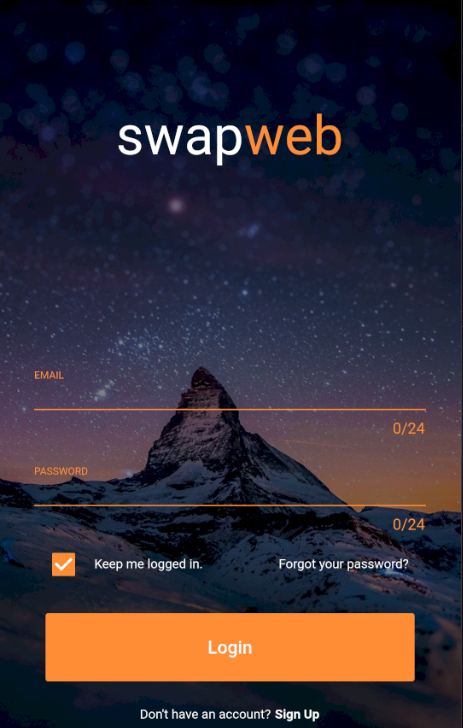 swapweb
EMAIL
0/24
PASSWORD
0/24
Keep me logged in. Forgot your password?
Login
Don't have an account? Sign Up